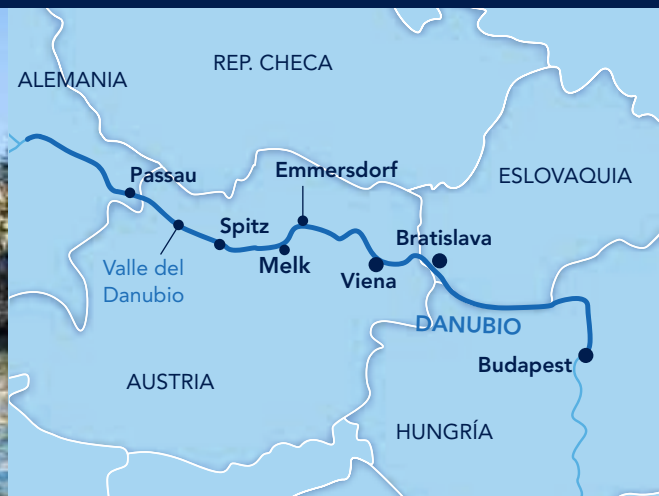 REP. CHECA
ALEMANIA
Emmersdorf
Passau
ESLOVAQUIA
Spitz
Bratislava
Melk
Valle del
Danubio
Viena
DANUBIO
Budapest
AUSTRIA
HUNGRÍA